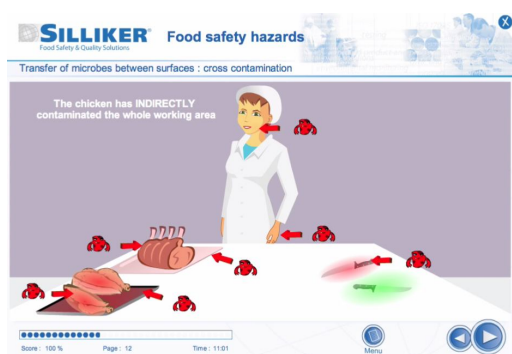 SILLIKER®
Food Safety & Quality Solutions
Food safety hazards
X
Transfer of microbes between surfaces : cross contamination
The chicken has INDIRECTLY
contaminated the whole working area
Score : 100 %
Page : 12
Time : 11:01
Menu